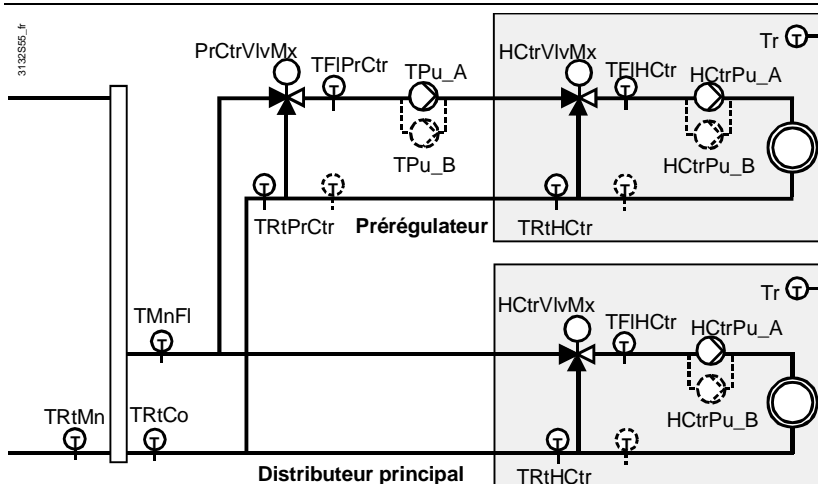 3132S55_fr
PrCtrVlvMx
TFlPrCtr
TPu_A
HCtrVlvMx
TFlHCtr
HCtrPu_A
Tr
T
T
T
TPu_B
HCtrPu_B
T
T
T
T
TRtPrCtr
Prérégulateur
TRtHCtr
TMnFl
HCtrVlvMx
TFlHCtr
HCtrPu_A
Tr
T
T
T
HCtrPu_B
TRtMn
TRtCo
T
T
T
T
Distributeur principal
TRtHCtr